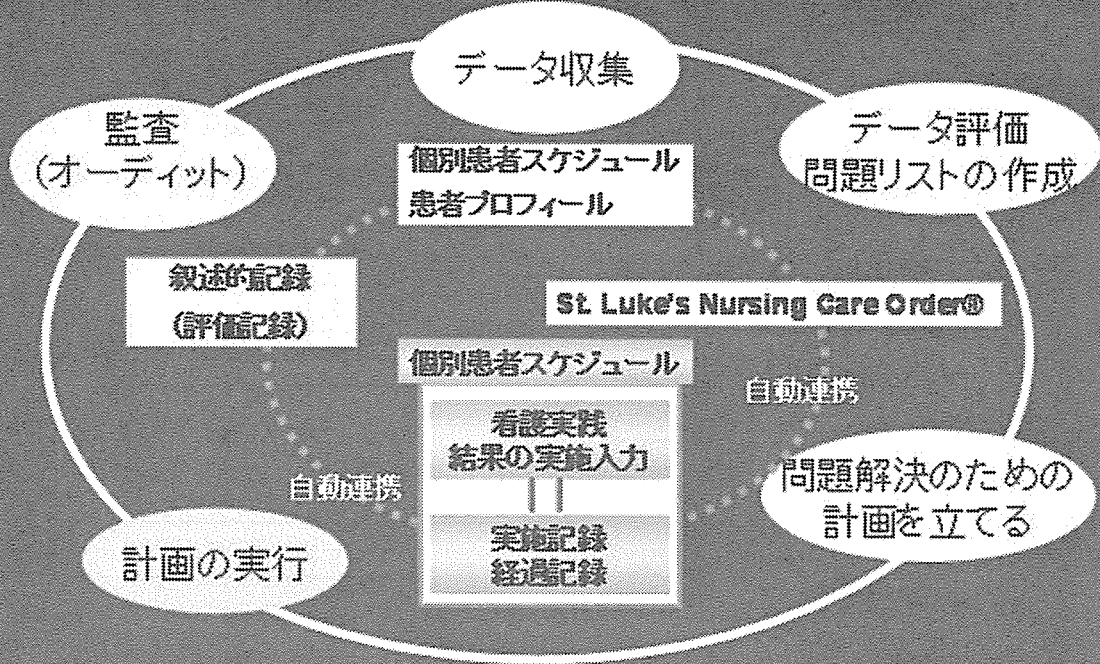 データ収集
監査
(オーディット)
データ評価
問題リストの作成
個別患者スケジュール
患者プロフィール
叙述的記録
(評価記録)
St. Luke's Nursing Care Order®
個別患者スケジュール
自動連携
看護実践
結果の実施入力
自動連携
問題解決のための
計画を立てる
実施記録
経過記録
計画の実行